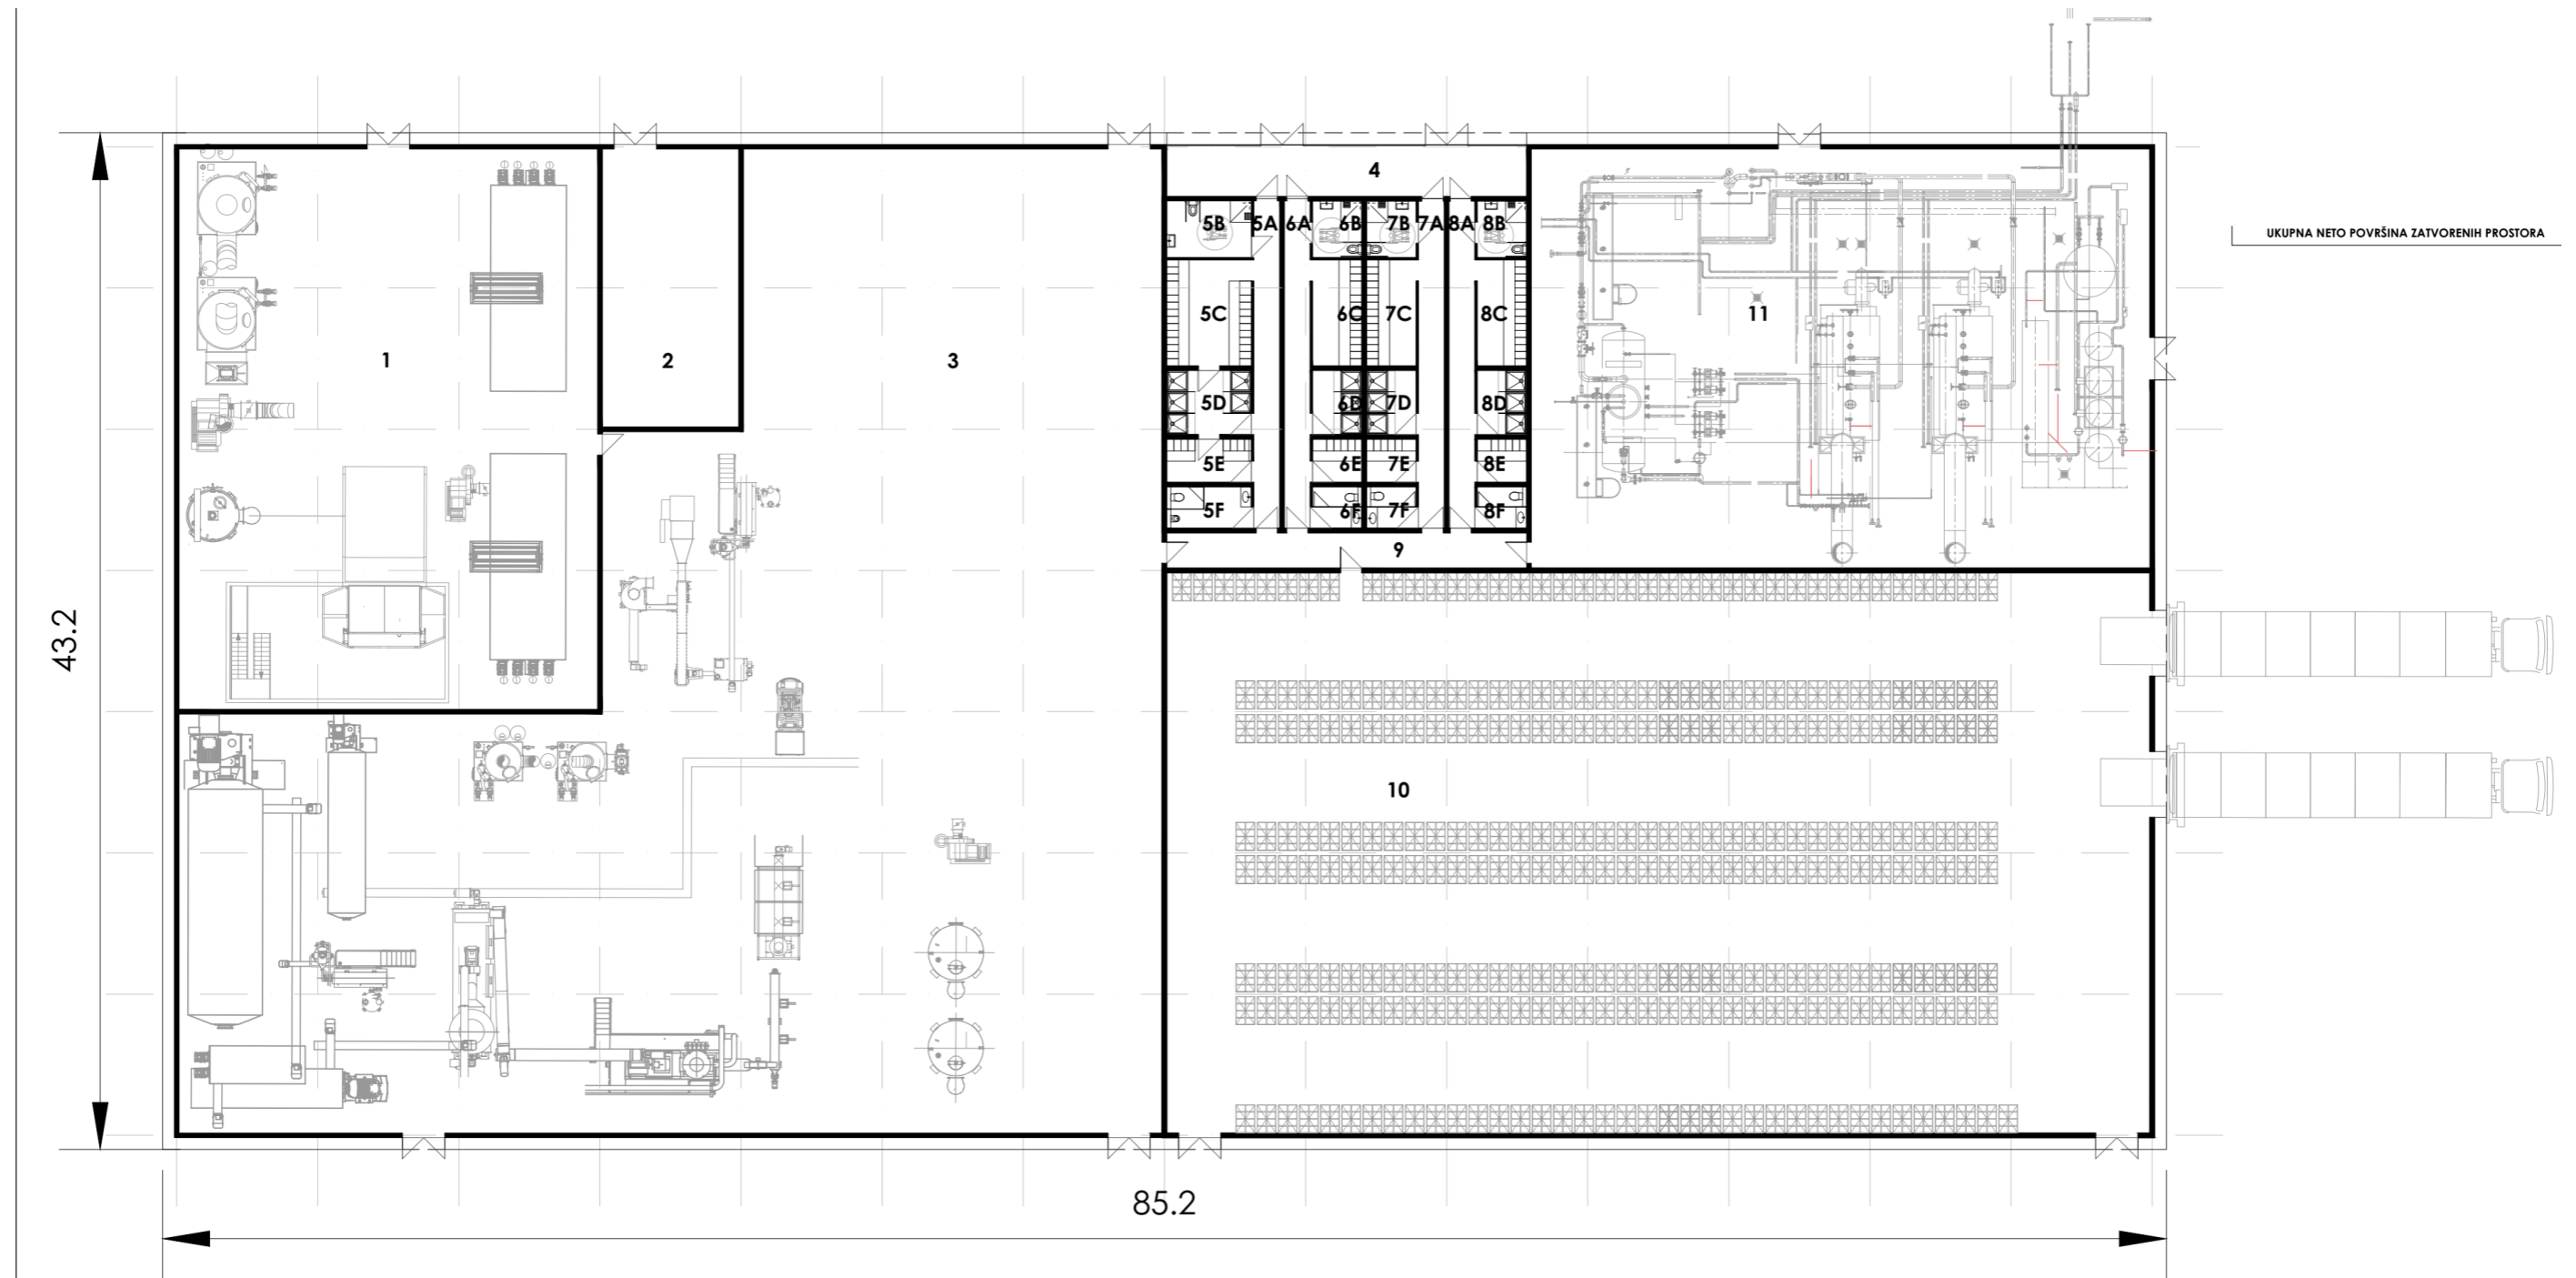 4
5B
5A
6A
6B
7B
7A
8A
8B
UKUPNA NETO POVRŠINA ZATVORENIH PROSTORA
5C
6C
7C
8C
11
1
2
3
5D
6D
7D
8D
5E
6E
7E
8E
5F
6F
7F
8F
9
43.2
10
85.2